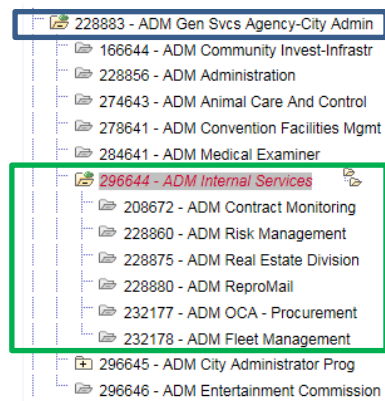 228883 - ADM Gen Svcs Agency-City Admin
166644 - ADM Community Invest-Infrastr
228856 - ADM Administration
274643 - ADM Animal Care And Control
278641 - ADM Convention Facilities Mgmt
284641 - ADM Medical Examiner
296644 - ADM Internal Services
208672 - ADM Contract Monitoring
228860 - ADM Risk Management
228875 - ADM Real Estate Division
228880 - ADM ReproMail
232177 - ADM OCA - Procurement
232178 - ADM Fleet Management
296645 - ADM City Administrator Prog
296646 - ADM Entertainment Commission